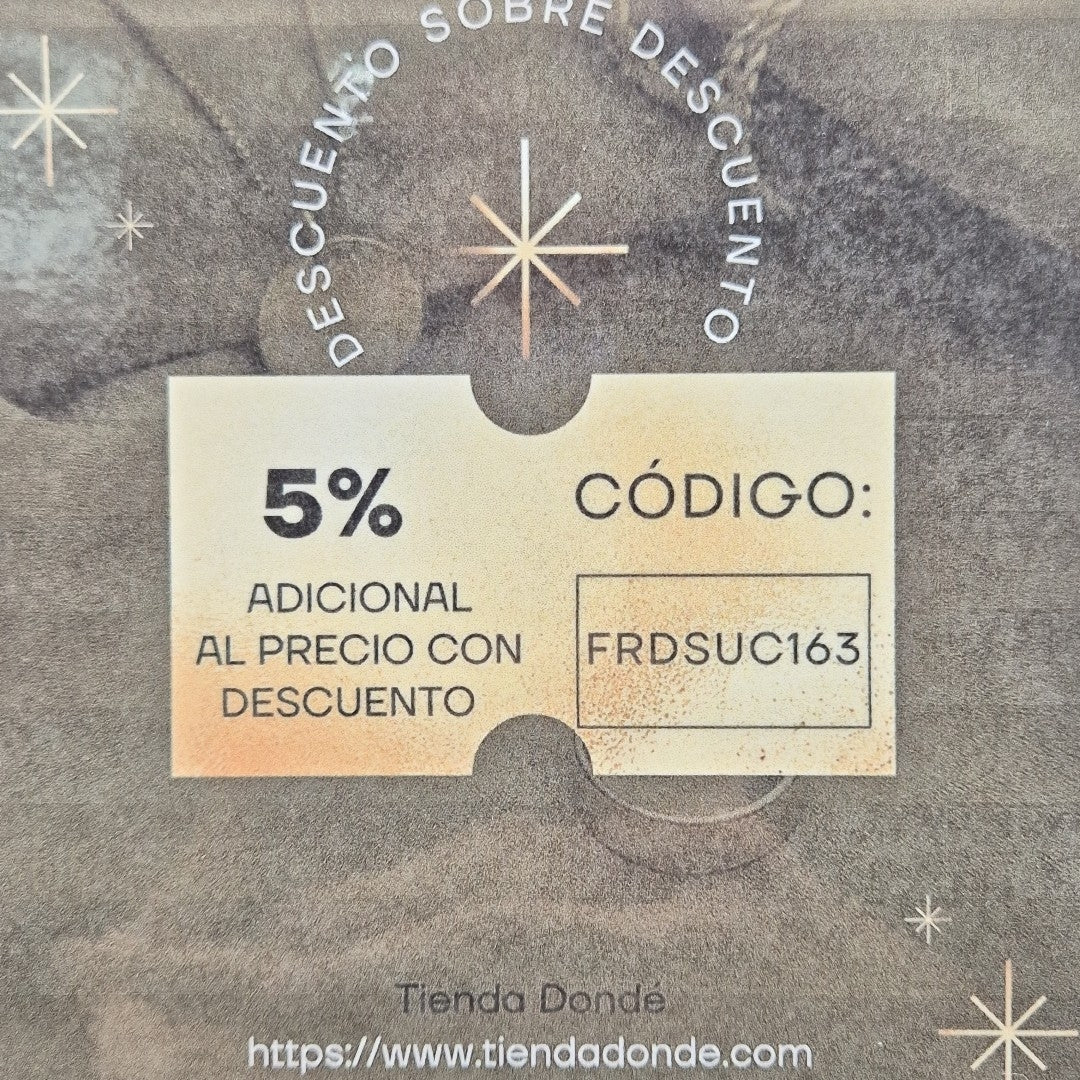 DESCUENTO SOBRE DESCUENTO
5%
ADICIONAL
AL PRECIO CON
DESCUENTO
CÓDIGO:
FRDSUC163
Tienda Dondé
https://www.tiendadonde.com